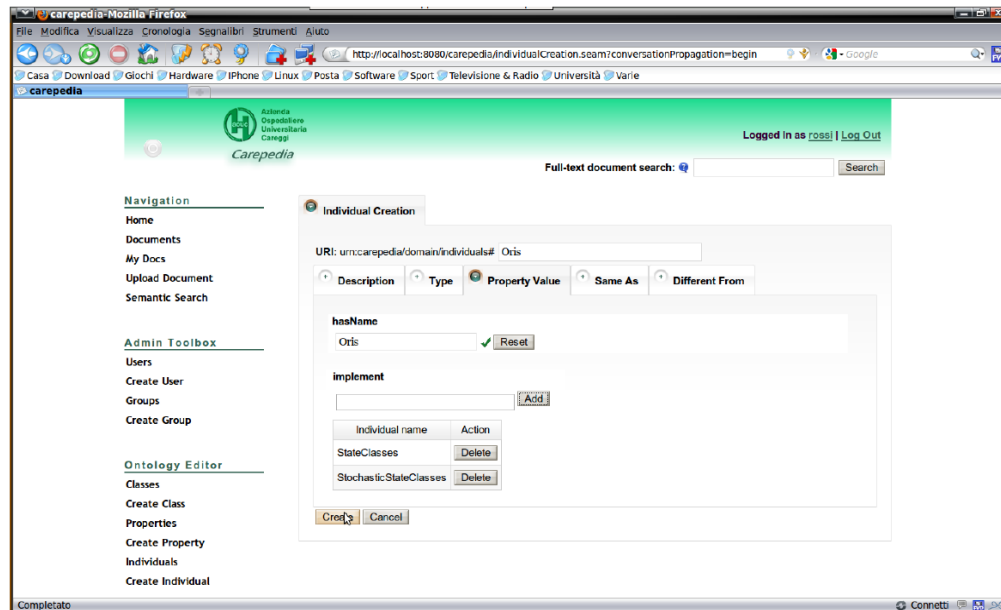 carepedia-Mozilla Firefox
File Modifica Visualizza Cronologia Segnalibri Strumenti Aiuto
http://localhost:8080/carepedia/individualCreation.seam?conversationPropagation=begin
Google
Casa Download Giochi Hardware IPhone Linux Posta Software Sport Televisione & Radio Università Varie
carepedia
Azienda
Ospedaliero
Universitaria
Careggi
Carepedia
Logged in as rossi | Log Out
Full-text document search:
Search
Navigation
Home
Documents
My Docs
Upload Document
Semantic Search
Admin Toolbox
Users
Create User
Groups
Create Group
Ontology Editor
Classes
Create Class
Properties
Create Property
Individuals
Create Individual
Individual Creation
URI: urn:carepedia/domain/individuals# Oris
Description Type Property Value Same As Different From
hasName
Oris Reset
implement
Add
Individual name Action
StateClasses Delete
StochasticStateClasses Delete
Create Cancel
Completato
Connetti